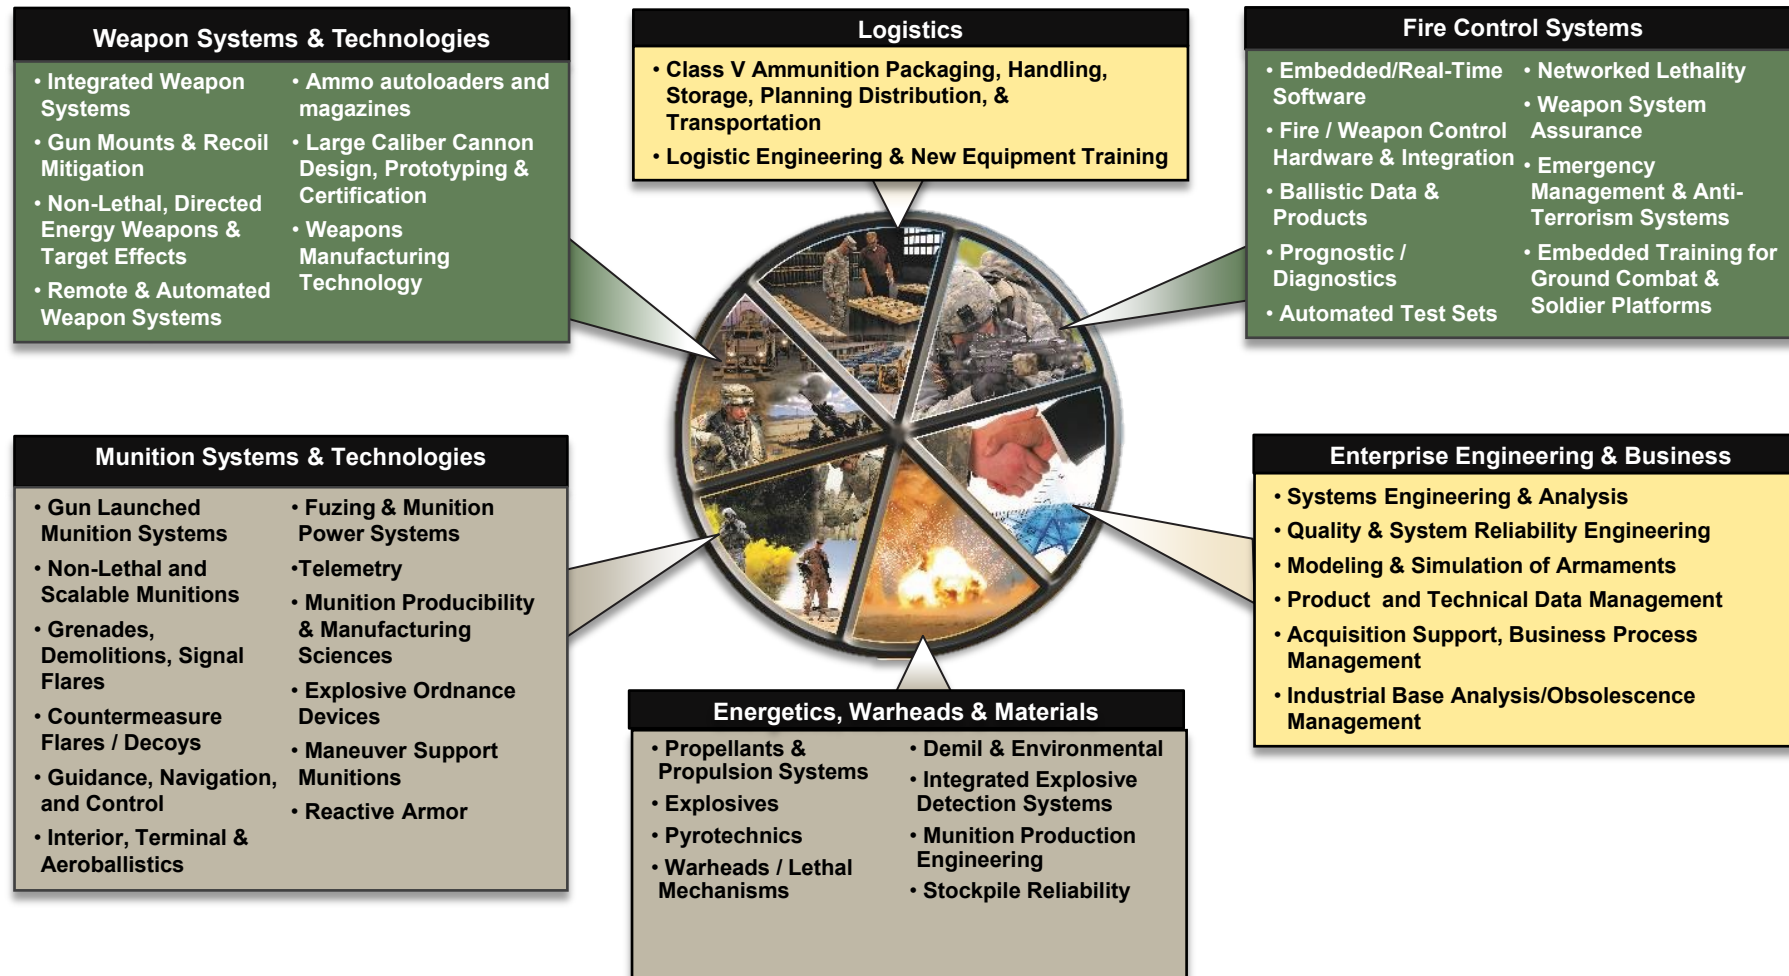 Weapon Systems & Technologies
• Integrated Weapon
Systems
• Gun Mounts & Recoil
Mitigation
• Non-Lethal, Directed
Energy Weapons &
Target Effects
• Remote & Automated
Weapon Systems
• Ammo autoloaders and
magazines
• Large Caliber Cannon
Design, Prototyping &
Certification
• Weapons
Manufacturing
Technology
Logistics
• Class V Ammunition Packaging, Handling,
Storage, Planning Distribution, &
Transportation
• Logistic Engineering & New Equipment Training
Fire Control Systems
• Embedded/Real-Time
Software
• Fire / Weapon Control
Hardware & Integration
• Ballistic Data &
Products
• Prognostic /
Diagnostics
• Automated Test Sets
• Networked Lethality
• Weapon System
Assurance
• Emergency
Management & Anti-
Terrorism Systems
• Embedded Training for
Ground Combat &
Soldier Platforms
Munition Systems & Technologies
• Gun Launched
Munition Systems
• Non-Lethal and
Scalable Munitions
• Grenades,
Demolitions, Signal
Flares
• Countermeasure
Flares / Decoys
• Guidance, Navigation,
and Control
• Interior, Terminal &
Aeroballistics
• Fuzing & Munition
Power Systems
•Telemetry
• Munition Producibility
& Manufacturing
Sciences
• Explosive Ordnance
Devices
• Maneuver Support
Munitions
• Reactive Armor
Energetics, Warheads & Materials
• Propellants &
Propulsion Systems
• Explosives
• Pyrotechnics
• Warheads / Lethal
Mechanisms
• Demil & Environmental
• Integrated Explosive
Detection Systems
• Munition Production
Engineering
• Stockpile Reliability
Enterprise Engineering & Business
• Systems Engineering & Analysis
• Quality & System Reliability Engineering
• Modeling & Simulation of Armaments
• Product  and Technical Data Management
• Acquisition Support, Business Process
Management
• Industrial Base Analysis/Obsolescence
Management